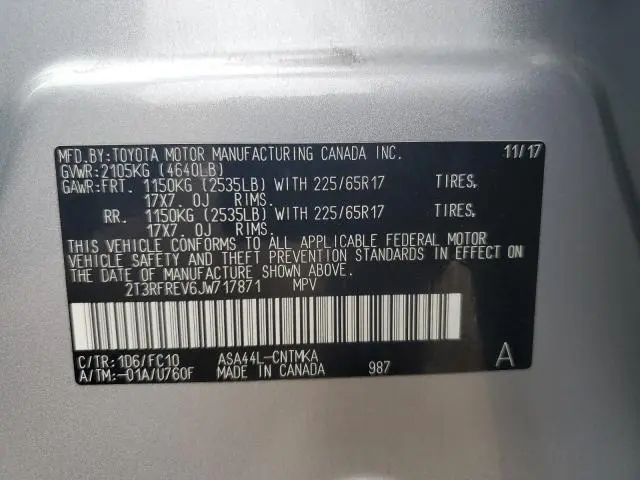 MFD.BY:TOYOTA MOTOR MANUFACTURING CANADA INC. 11/17
GVWR:2105KG (4640LB)
GAWR:FRT. 1150KG (2535LB) WITH 225/65R17 TIRES,
17X7. OJ RIMS.
RR. 1150KG (2535LB) WITH 225/65R17 TIRES,
17X7. OJ RIMS.
THIS VEHICLE CONFORMS TO ALL APPLICABLE FEDERAL MOTOR
VEHICLE SAFETY AND THEFT PREVENTION STANDARDS IN EFFECT ON
THE DATE OF MANUFACTURE SHOWN ABOVE.
2T3RFREV6JW717871 MPV
C/TR:1D6/FC10 ASA44L-CNTMKA A
A/TM:-01A/U760F MADE IN CANADA 987